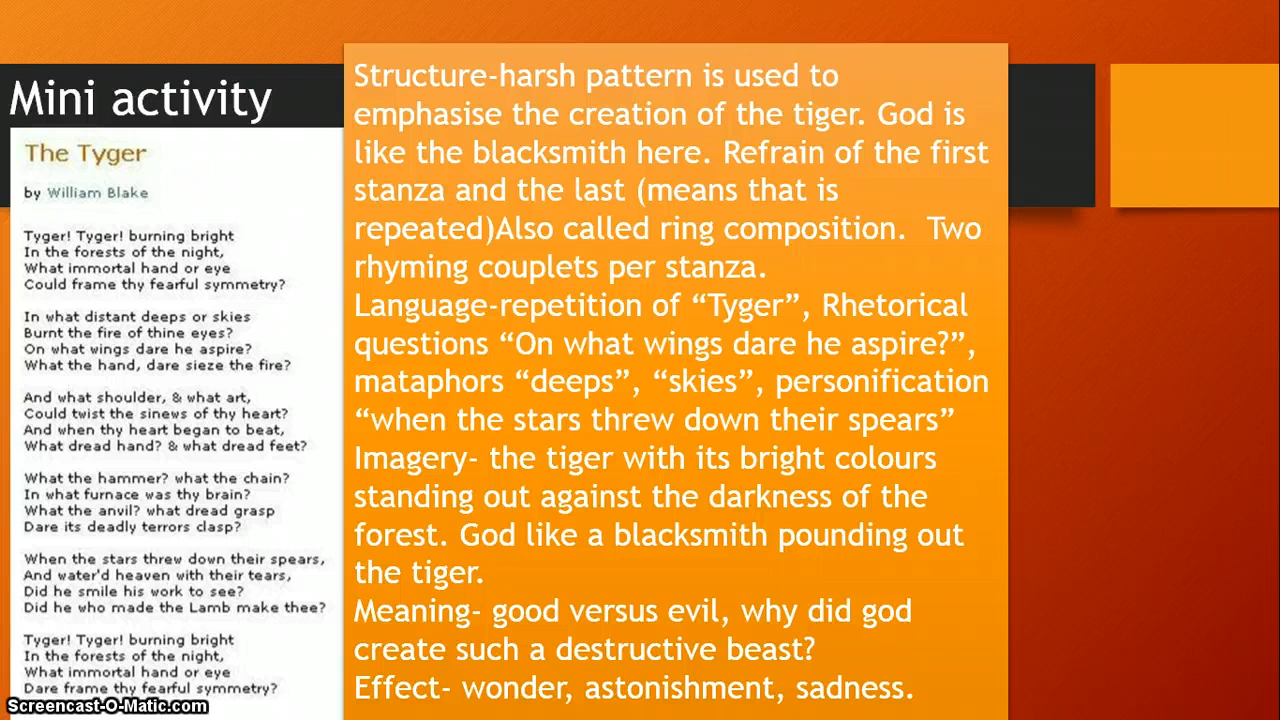 Mini activity
The Tyger
by William Blake
Tyger! Tyger! burning bright
In the forests of the night,
What immortal hand or eye
Could frame thy fearful symmetry?
In what distant deeps or skies
Burnt the fire of thine eyes?
On what wings dare he aspire?
What the hand, dare sieze the fire?
And what shoulder, & what art,
Could twist the sinews of thy heart?
And when thy heart began to beat,
What dread hand? & what dread feet?
What the hammer? what the chain?
In what furnace was thy brain?
What the anvil? what dread grasp
Dare its deadly terrors clasp?
When the stars threw down their spears,
And water'd heaven with their tears,
Did he smile his work to see?
Did he who made the Lamb make thee?
Tyger! Tyger! burning bright
In the forests of the night,
What immortal hand or eye
Dare frame thy fearful symmetry?
Structure-harsh pattern is used to
emphasise the creation of the tiger. God is
like the blacksmith here. Refrain of the first
stanza and the last (means that is
repeated)Also called ring composition.  Two
rhyming couplets per stanza.
Language-repetition of “Tyger”, Rhetorical
questions “On what wings dare he aspire?”,
mataphors “deeps”, “skies”, personification
“when the stars threw down their spears”
Imagery- the tiger with its bright colours
standing out against the darkness of the
forest. God like a blacksmith pounding out
the tiger.
Meaning- good versus evil, why did god
create such a destructive beast?
Effect- wonder, astonishment, sadness.
Screencast-O-Matic.com